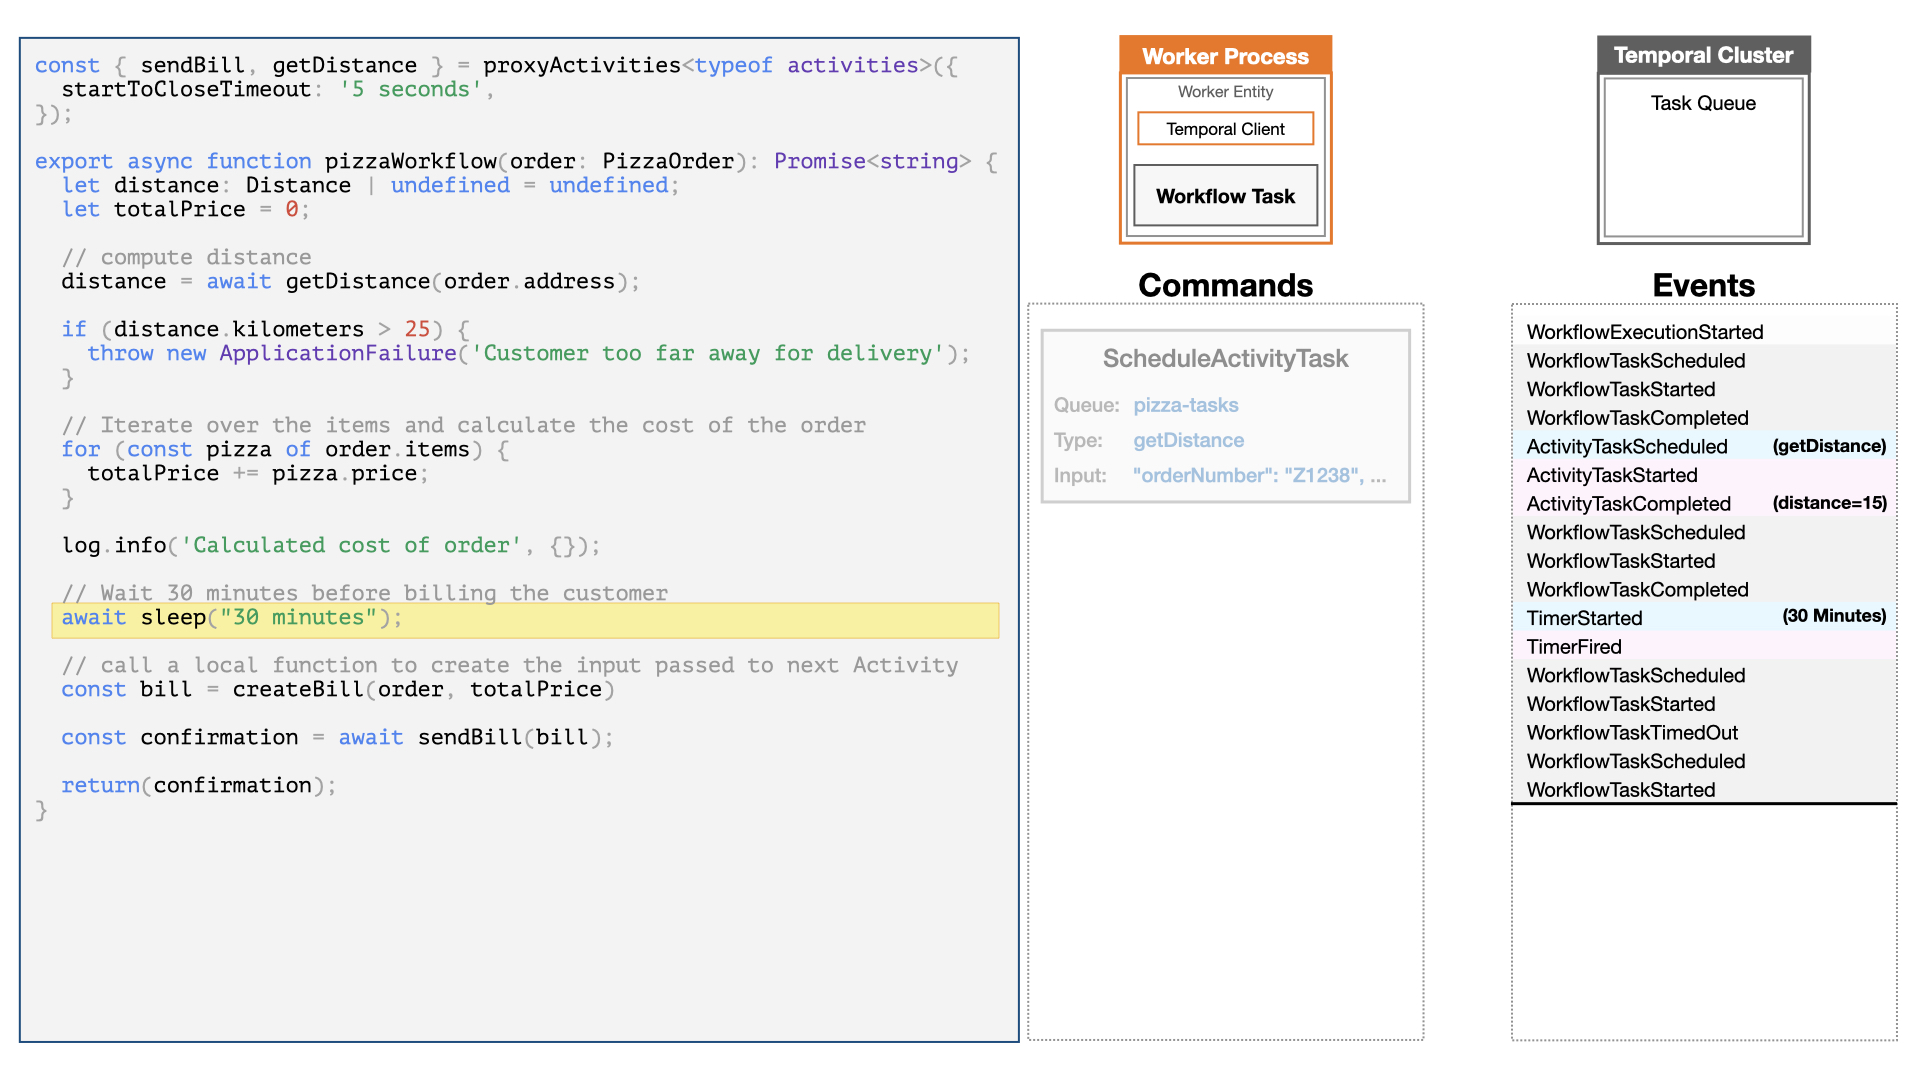 const { sendBill, getDistance } = proxyActivities<typeof activities>({
  startToCloseTimeout: '5 seconds',
});

export async function pizzaWorkflow(order: PizzaOrder): Promise<string> {
  let distance: Distance | undefined = undefined;
  let totalPrice = 0;

  // compute distance
  distance = await getDistance(order.address);

  if (distance.kilometers > 25) {
    throw new ApplicationFailure('Customer too far away for delivery');
  }

  // Iterate over the items and calculate the cost of the order
  for (const pizza of order.items) {
    totalPrice += pizza.price;
  }

  log.info('Calculated cost of order', {});

  // Wait 30 minutes before billing the customer
  await sleep("30 minutes");

  // call a local function to create the input passed to next Activity
  const bill = createBill(order, totalPrice)

  const confirmation = await sendBill(bill);

  return(confirmation);
}
Worker Process
Worker Entity
Temporal Client
Workflow Task
Commands
ScheduleActivityTask
Queue: pizza-tasks
Type: getDistance
Input: "orderNumber": "Z1238", ...
Temporal Cluster
Task Queue
Events
WorkflowExecutionStarted
WorkflowTaskScheduled
WorkflowTaskStarted
WorkflowTaskCompleted
ActivityTaskScheduled (getDistance)
ActivityTaskStarted
ActivityTaskCompleted (distance=15)
WorkflowTaskScheduled
WorkflowTaskStarted
WorkflowTaskCompleted
TimerStarted (30 Minutes)
TimerFired
WorkflowTaskScheduled
WorkflowTaskStarted
WorkflowTaskTimedOut
WorkflowTaskScheduled
WorkflowTaskStarted